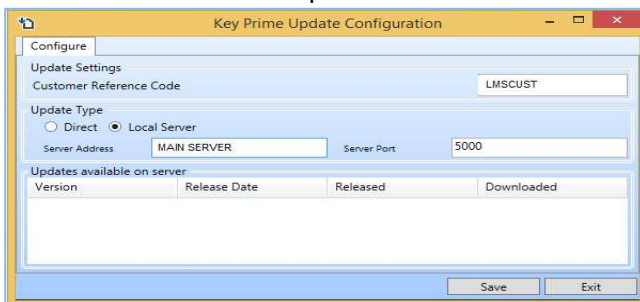 Key Prime Update Configuration
Configure
Update Settings
Customer Reference Code LMSCUST
Update Type
Direct Local Server
Server Address MAIN SERVER Server Port 5000
Updates available on server
Version Release Date Released Downloaded
Save Exit